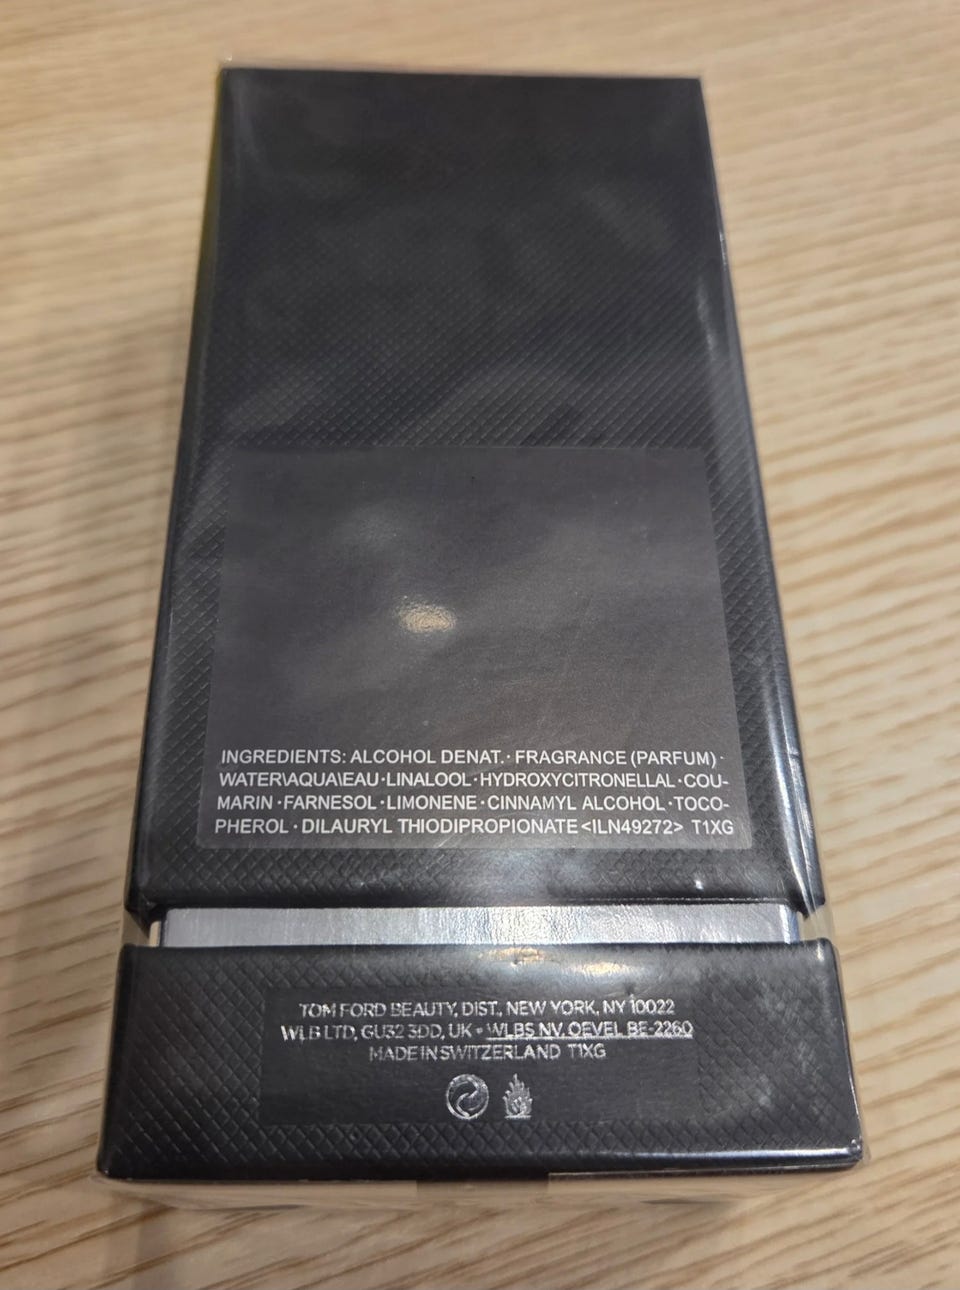 INGREDIENTS: ALCOHOL DENAT.· FRAGRANCE (PARFUM) ·
WATER\AQUA\EAU·LINALOOL·HYDROXYCITRONELLAL·COU-
MARIN·FARNESOL·LIMONENE·CINNAMYL ALCOHOL·TOCO-
PHEROL·DILAURYL THIODIPROPIONATE <ILN49272> T1XG
TOM FORD BEAUTY, DIST., NEW YORK, NY 10022
WLB LTD, GU32 3DD, UK • WLBS NV, OEVEL BE-2260
MADE IN SWITZERLAND T1XG